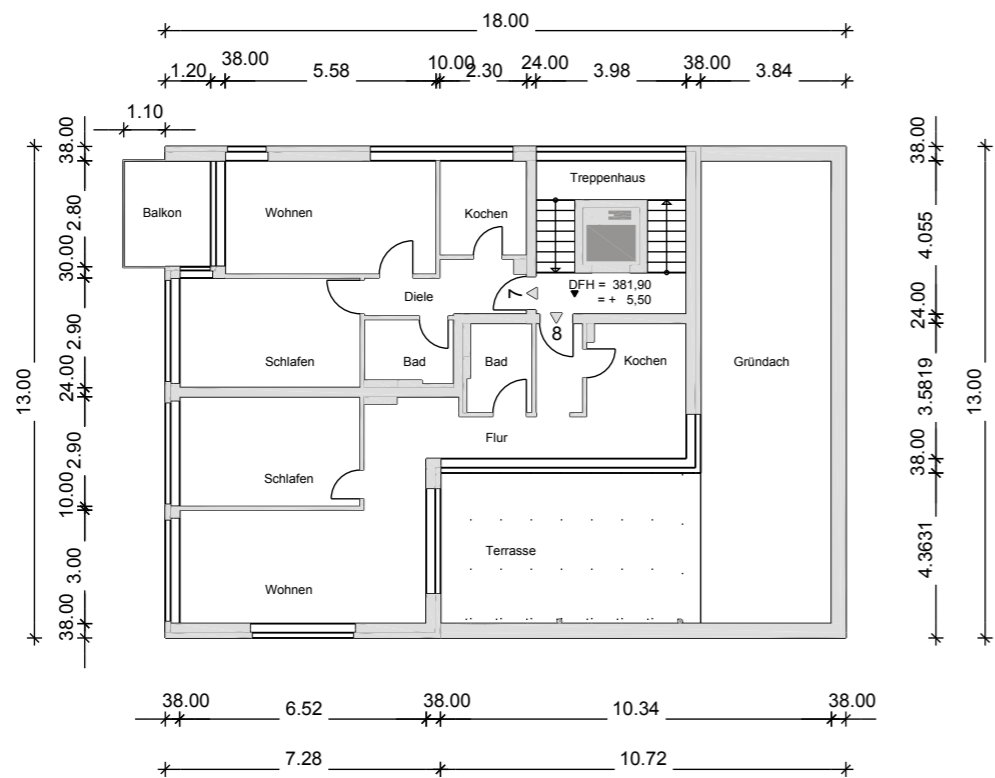 18.00
1.20 38.00 5.58 10.00 2.30 24.00 3.98 38.00 3.84
1.10
38.00
2.80
30.00
2.90
24.00
2.90
10.00
3.00
38.00
13.00
Balkon
Wohnen
Kochen
Treppenhaus
Diele
7
DFH = 381,90
= + 5,50
8
Schlafen
Bad
Bad
Kochen
Gründach
Flur
Schlafen
Terrasse
Wohnen
38.00
4.055
24.00
3.5819
38.00
4.3631
13.00
38.00 6.52 38.00 10.34 38.00
7.28 10.72